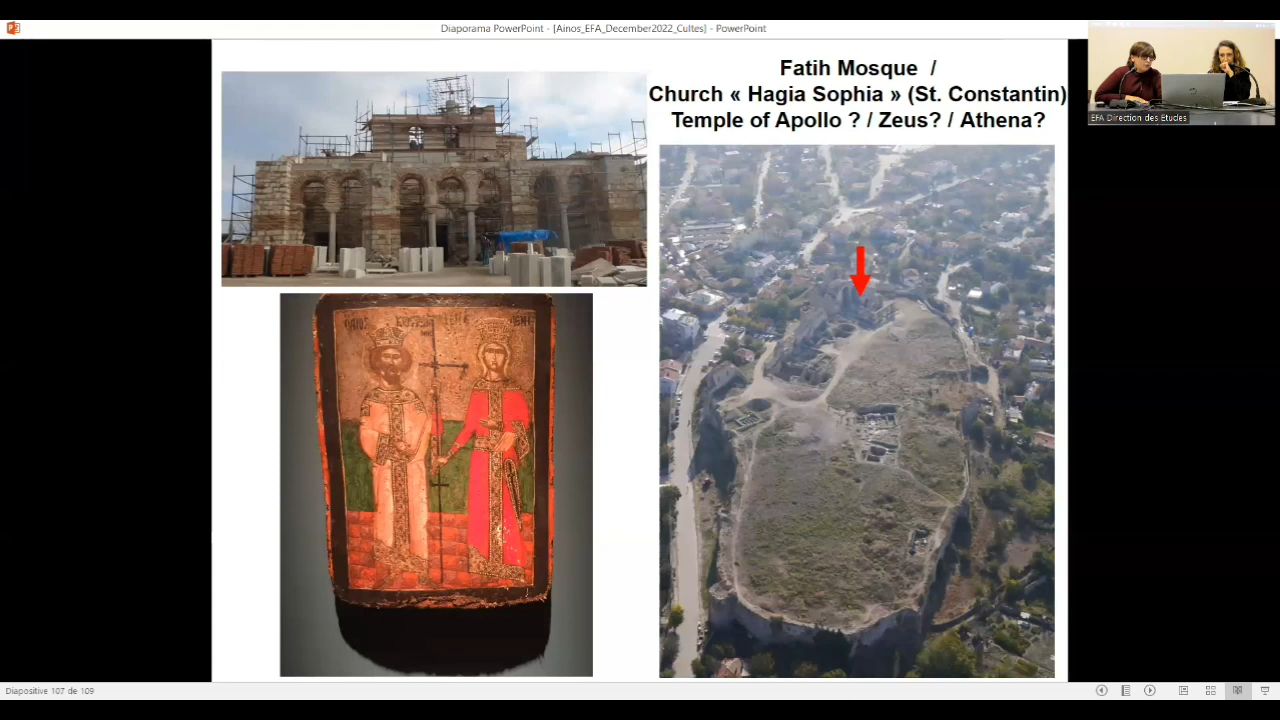 Diaporama PowerPoint - [Ainos_EFA_December2022_Cultes] - PowerPoint
Fatih Mosque /
Church « Hagia Sophia » (St. Constantin)
Temple of Apollo ? / Zeus? / Athena?
EFA Direction des Etudes
Diapositive 107 de 109